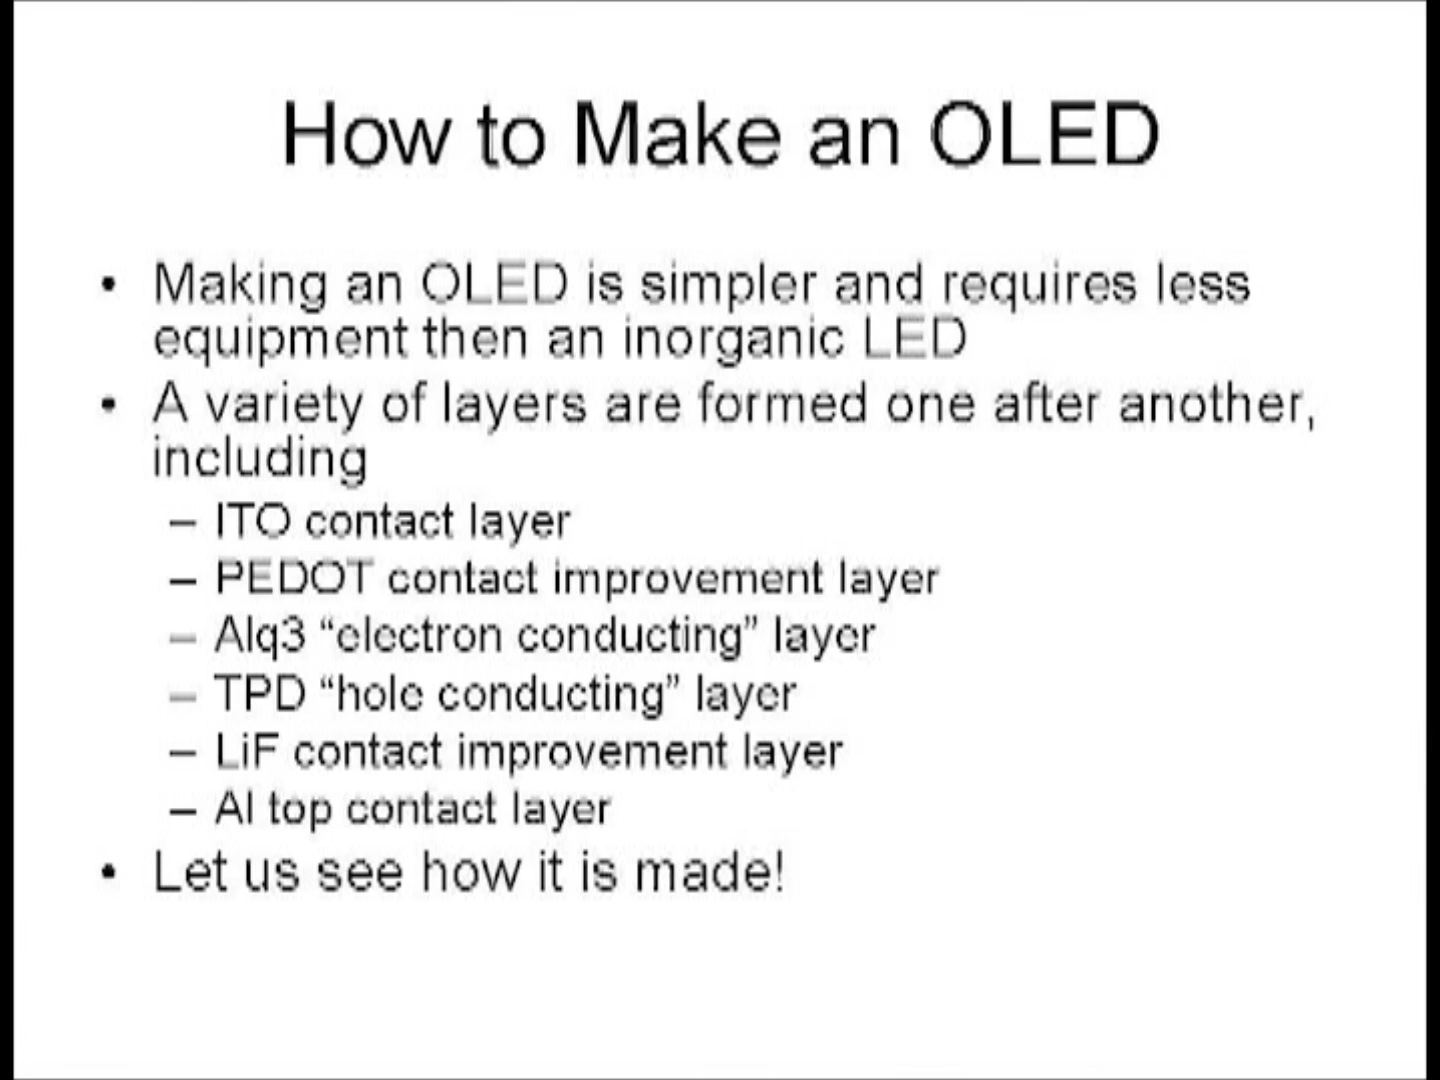 How to Make an OLED
• Making an OLED is simpler and requires less
equipment then an inorganic LED
• A variety of layers are formed one after another,
including
– ITO contact layer
– PEDOT contact improvement layer
– Alq3 “electron conducting” layer
– TPD “hole conducting” layer
– LiF contact improvement layer
– Al top contact layer
• Let us see how it is made!